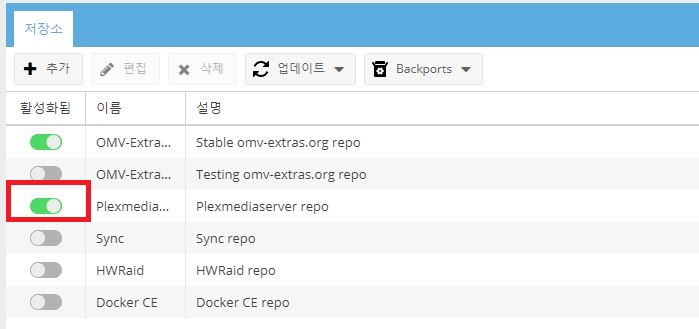 저장소
추가 편집 삭제 업데이트 Backports
활성화됨 이름 설명
OMV-Extra... Stable omv-extras.org repo
OMV-Extra... Testing omv-extras.org repo
Plexmedia... Plexmediaserver repo
Sync Sync repo
HWRaid HWRaid repo
Docker CE Docker CE repo